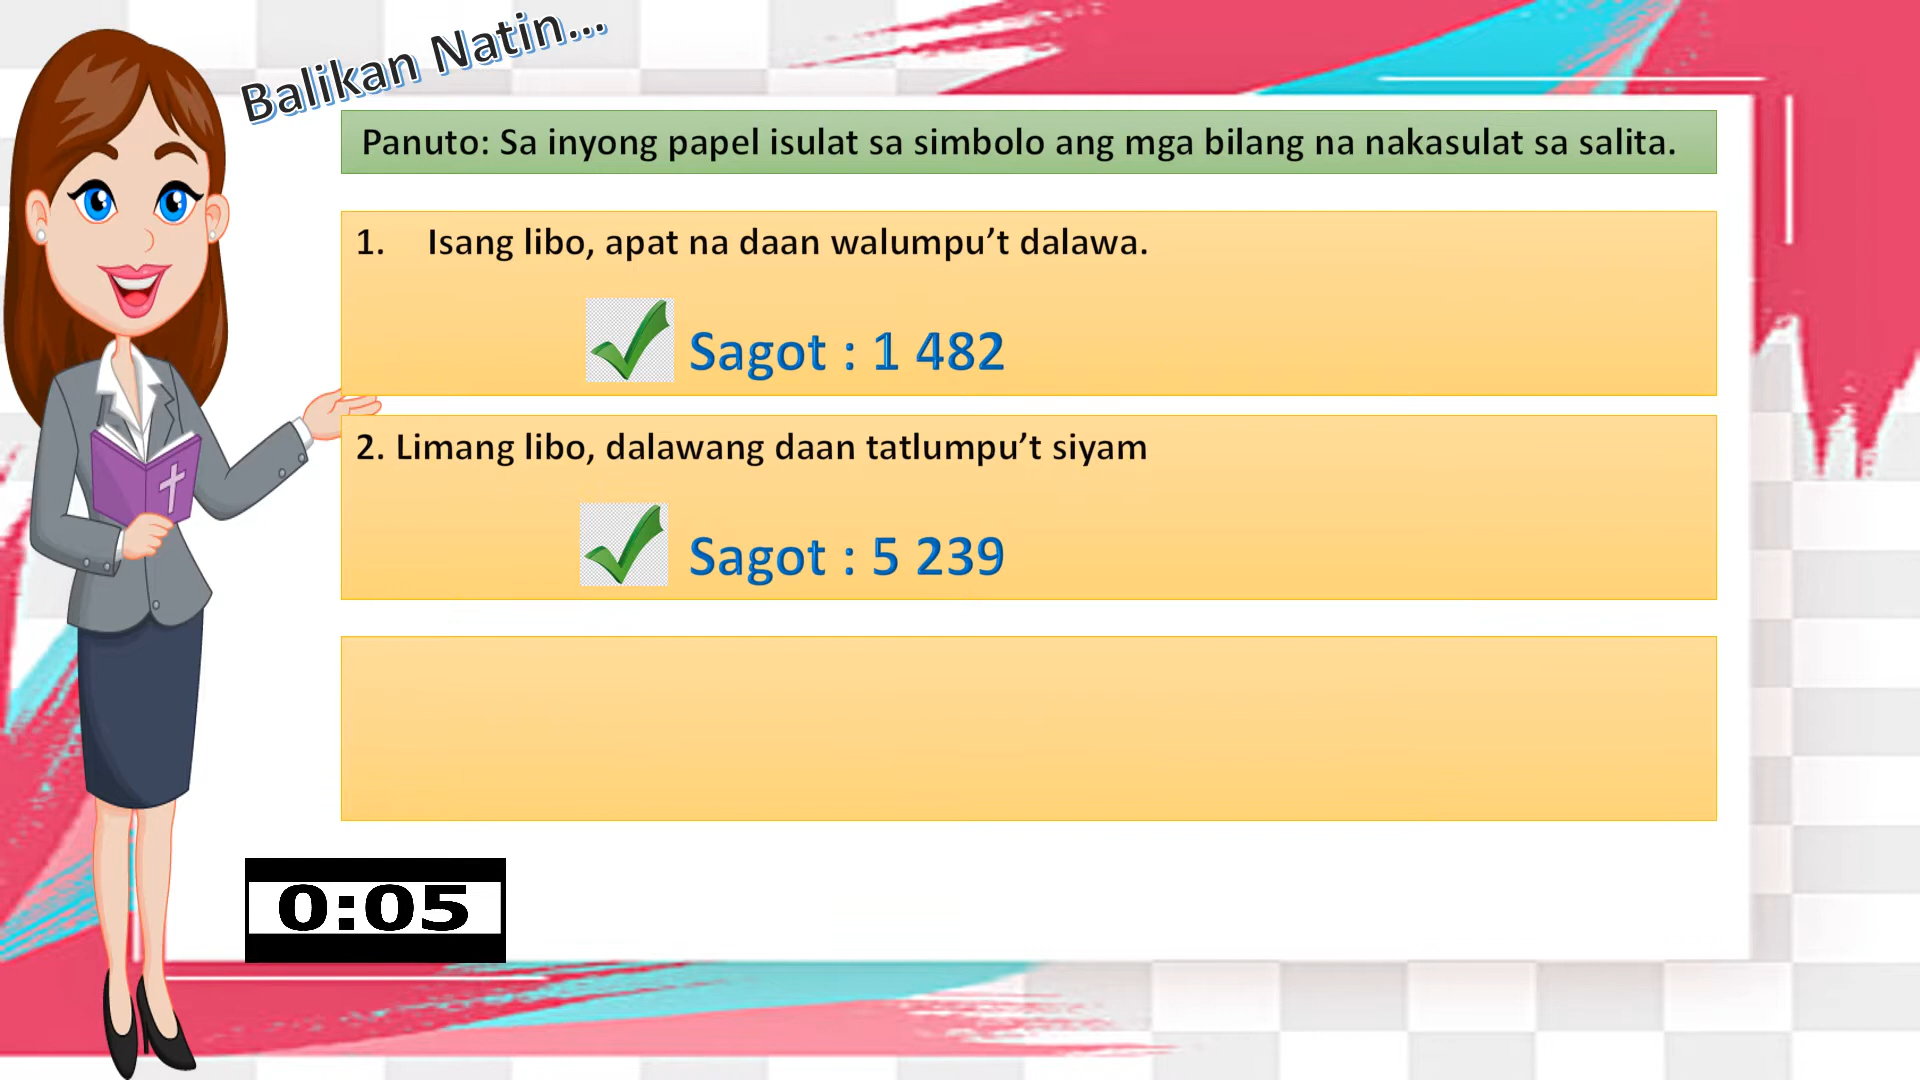 Balikan Natin...
Panuto: Sa inyong papel isulat sa simbolo ang mga bilang na nakasulat sa salita.
1. Isang libo, apat na daan walumpu’t dalawa.
Sagot : 1 482
2. Limang libo, dalawang daan tatlumpu’t siyam
Sagot : 5 239
0:05